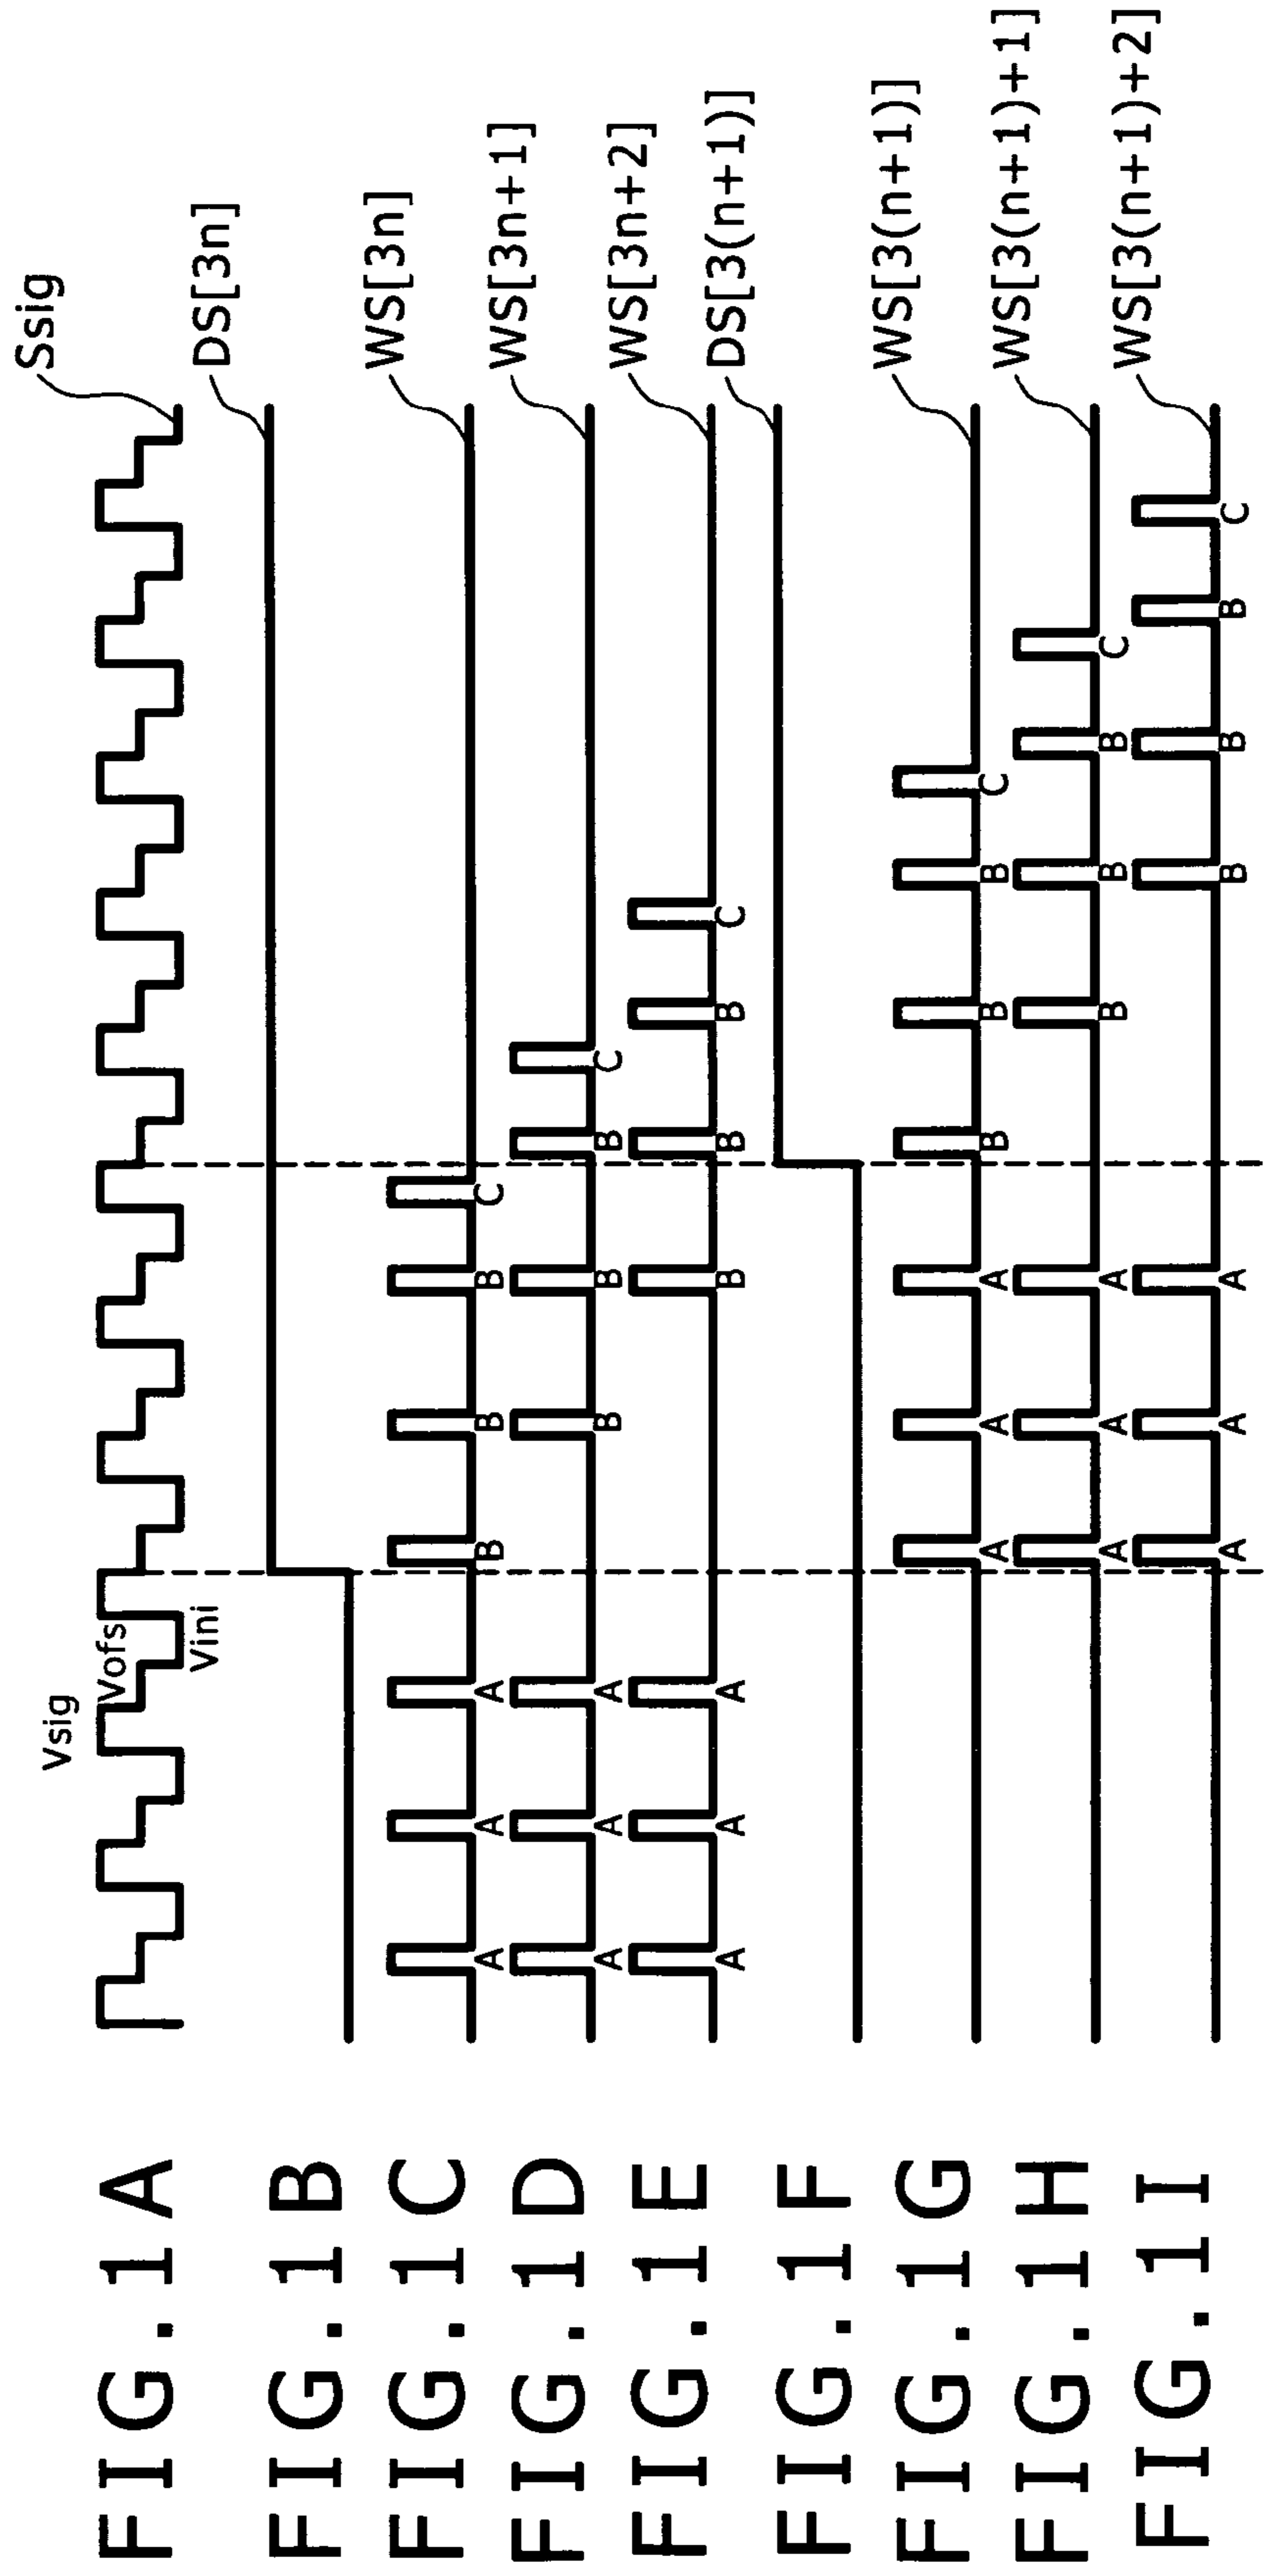 FIG.1A
Vsig
Vofs
Vini
Ssig
FIG.1B
DS[3n]
FIG.1C
A A A B B B C
WS[3n]
FIG.1D
A A A B B B C
WS[3n+1]
FIG.1E
A A A B B B C
WS[3n+2]
FIG.1F
DS[3(n+1)]
FIG.1G
A A A B B B C
WS[3(n+1)]
FIG.1H
A A A B B B C
WS[3(n+1)+1]
FIG.1I
A A A B B B C
WS[3(n+1)+2]